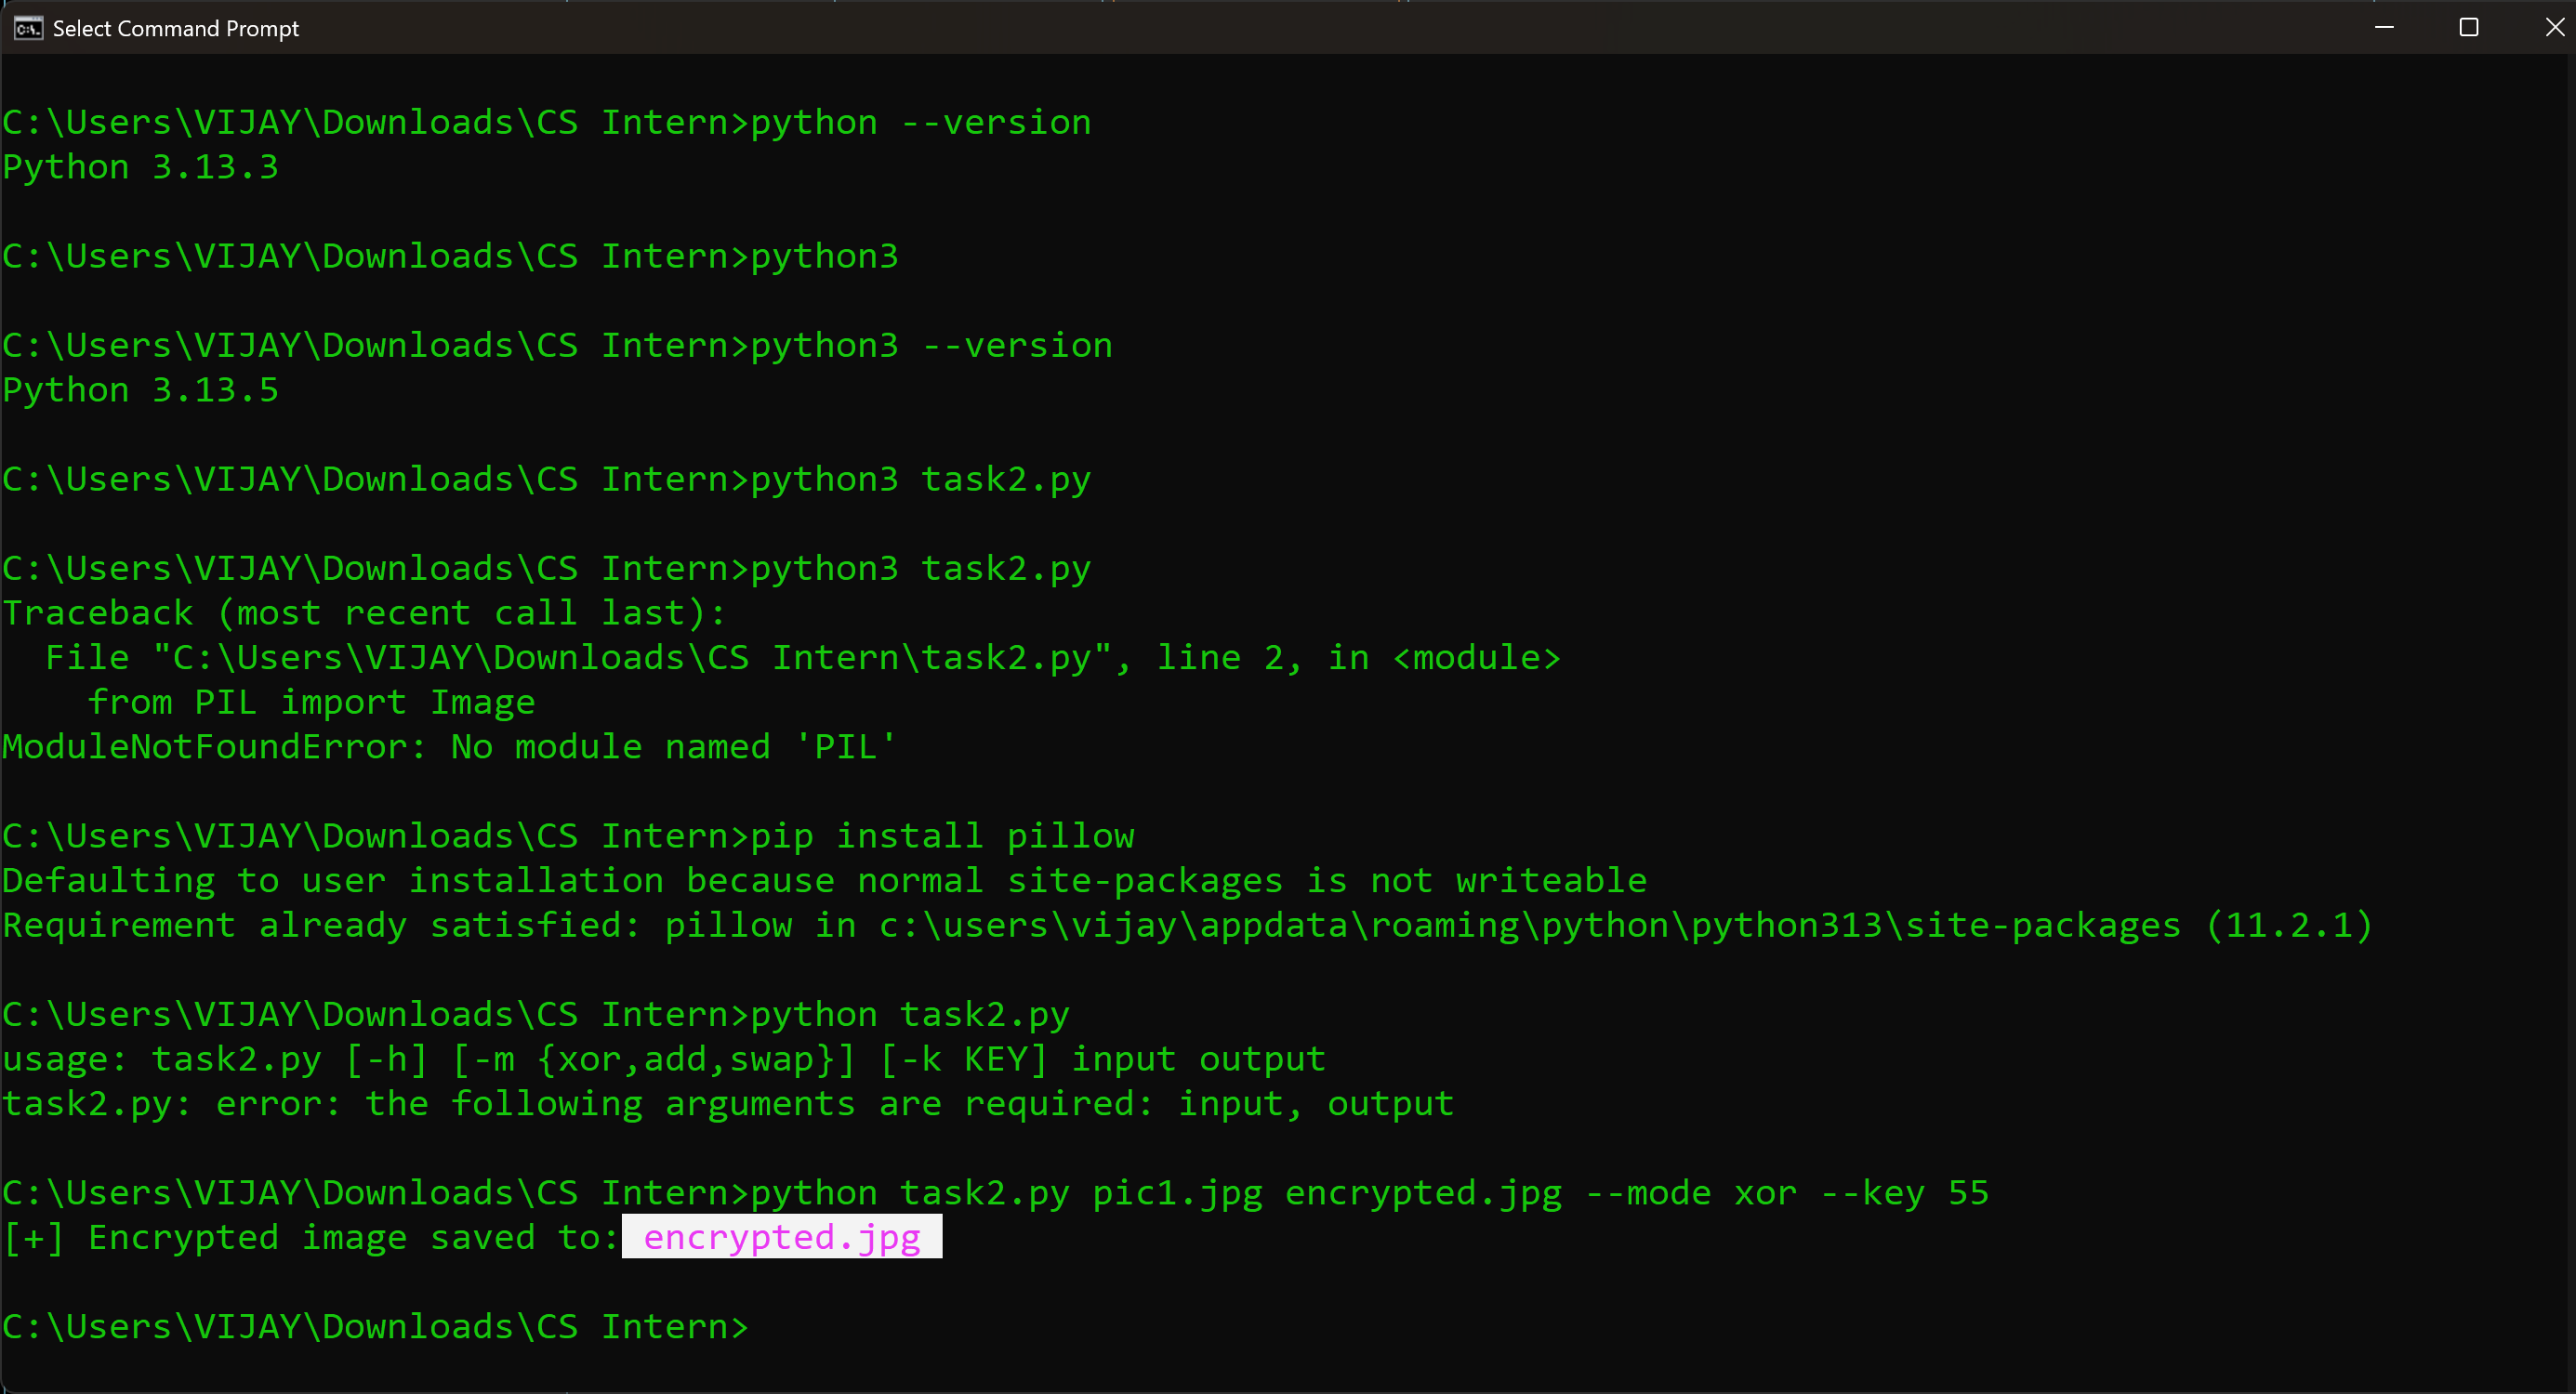 Select Command Prompt
C:\Users\VIJAY\Downloads\CS Intern>python --version
Python 3.13.3
C:\Users\VIJAY\Downloads\CS Intern>python3
C:\Users\VIJAY\Downloads\CS Intern>python3 --version
Python 3.13.5
C:\Users\VIJAY\Downloads\CS Intern>python3 task2.py
C:\Users\VIJAY\Downloads\CS Intern>python3 task2.py
Traceback (most recent call last):
  File "C:\Users\VIJAY\Downloads\CS Intern\task2.py", line 2, in <module>
    from PIL import Image
ModuleNotFoundError: No module named 'PIL'
C:\Users\VIJAY\Downloads\CS Intern>pip install pillow
Defaulting to user installation because normal site-packages is not writeable
Requirement already satisfied: pillow in c:\users\vijay\appdata\roaming\python\python313\site-packages (11.2.1)
C:\Users\VIJAY\Downloads\CS Intern>python task2.py
usage: task2.py [-h] [-m {xor,add,swap}] [-k KEY] input output
task2.py: error: the following arguments are required: input, output
C:\Users\VIJAY\Downloads\CS Intern>python task2.py pic1.jpg encrypted.jpg --mode xor --key 55
[+] Encrypted image saved to: encrypted.jpg
C:\Users\VIJAY\Downloads\CS Intern>